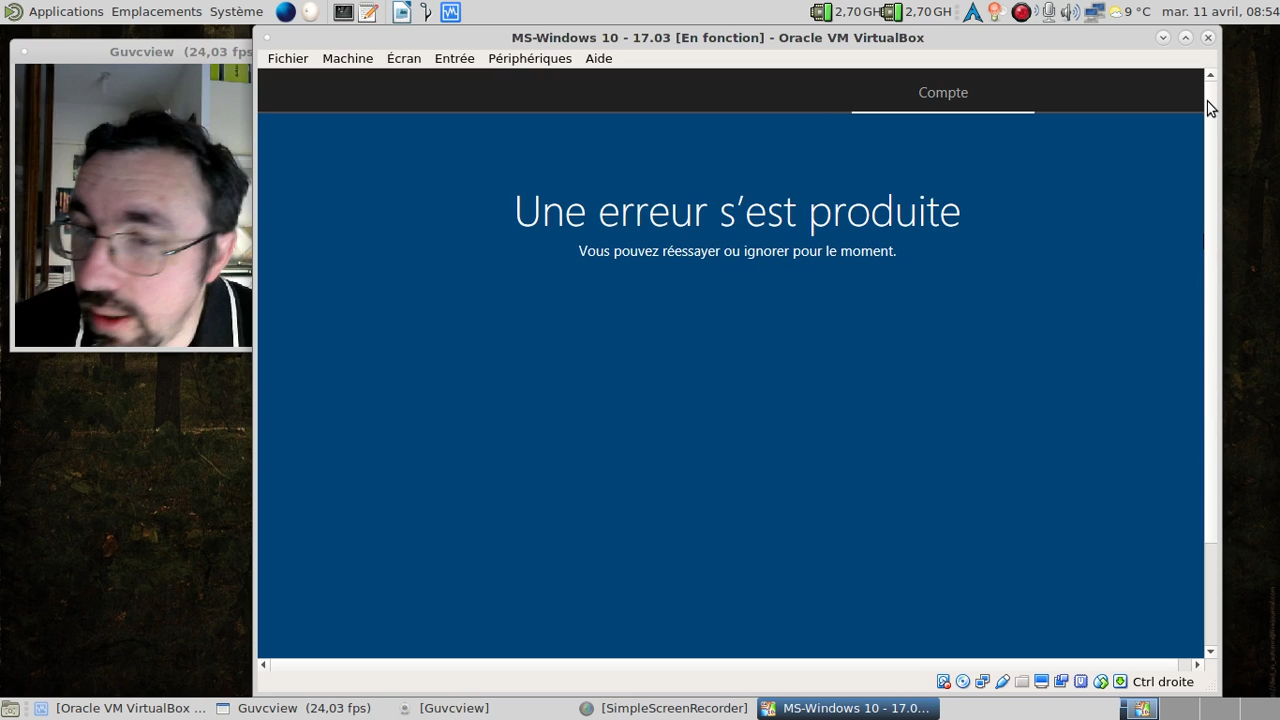 Applications Emplacements Système 2,70 GH 2,70 GH 9 °C mar. 11 avril, 08:54
Guvcview (24,03 fps
MS-Windows 10 - 17.03 [En fonction] - Oracle VM VirtualBox
Fichier Machine Écran Entrée Périphériques Aide
Compte
Une erreur s’est produite
Vous pouvez réessayer ou ignorer pour le moment.
Ctrl droite
[Oracle VM VirtualBox ... Guvcview (24,03 fps) [Guvcview] [SimpleScreenRecorder] MS-Windows 10 - 17.0...